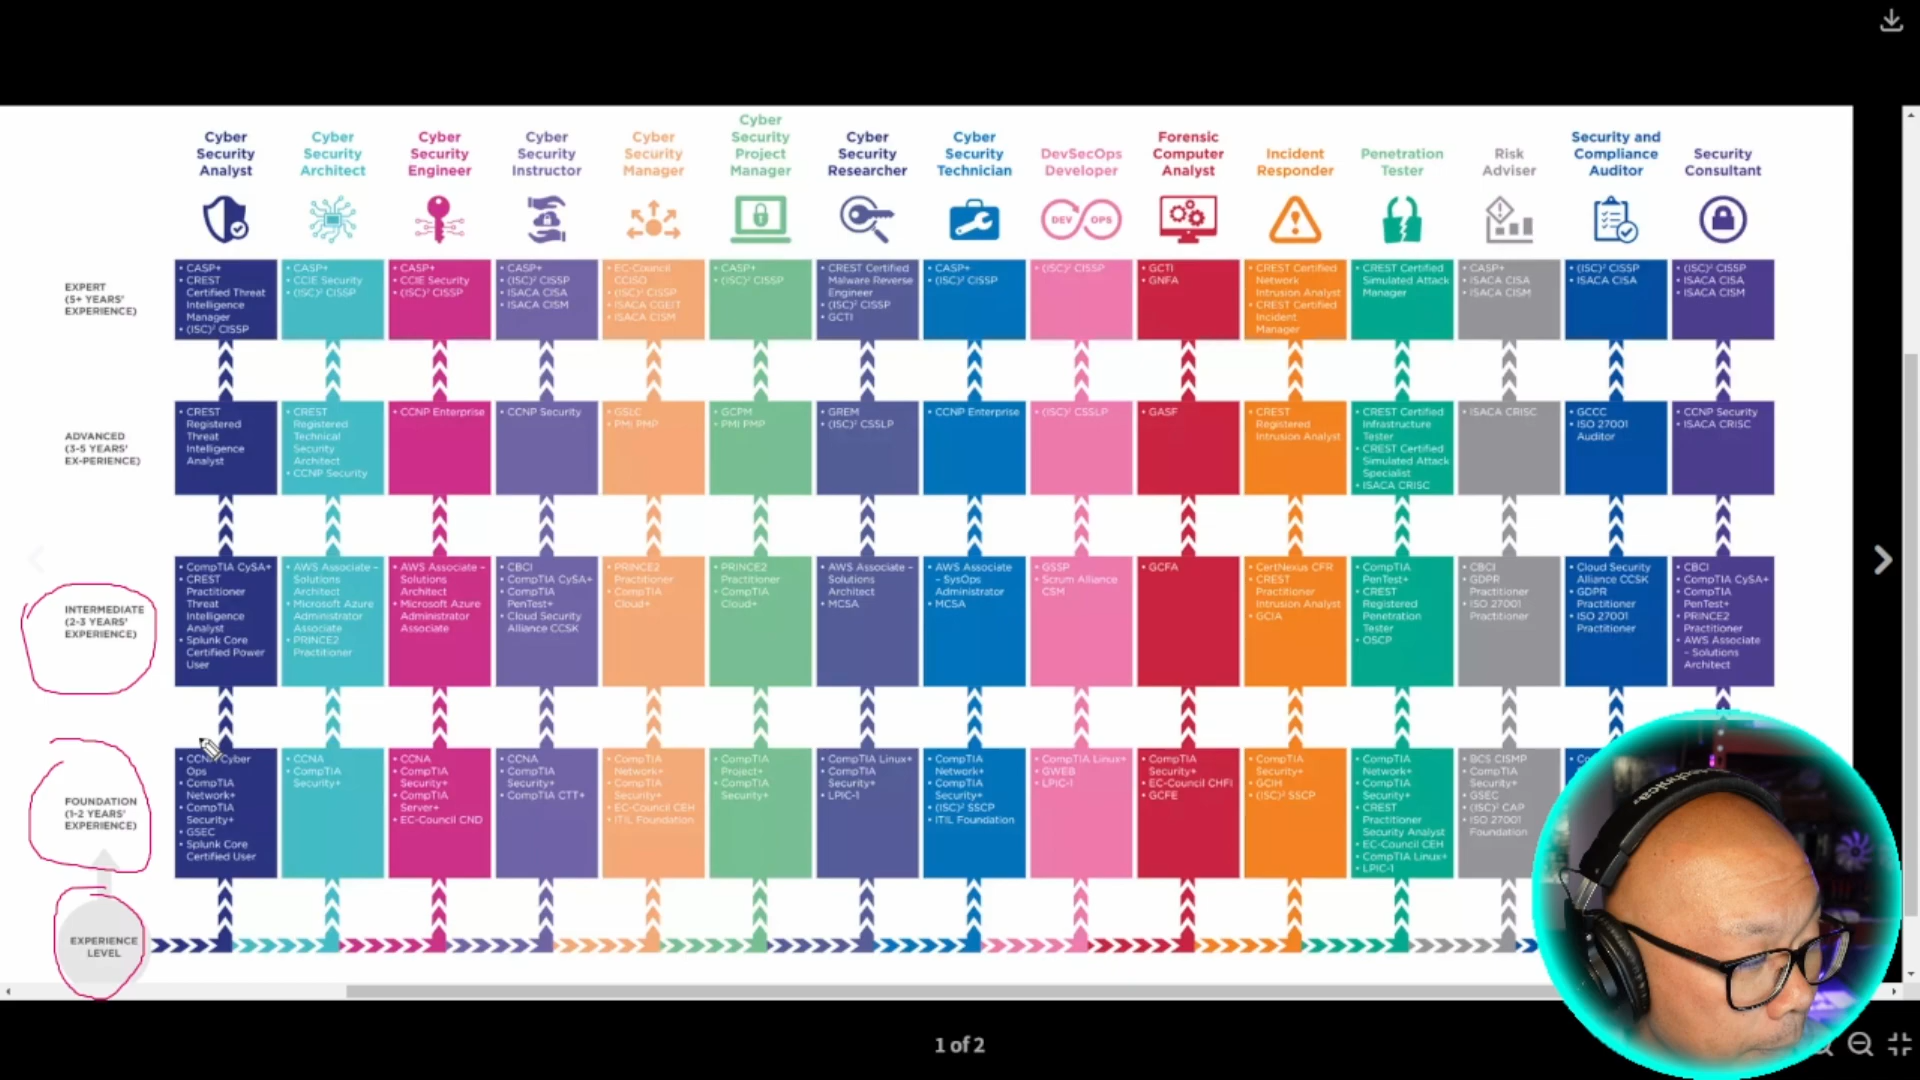 Cyber
Security
Analyst
Cyber
Security
Architect
Cyber
Security
Engineer
Cyber
Security
Instructor
Cyber
Security
Manager
Cyber
Security
Project
Manager
Cyber
Security
Researcher
Cyber
Security
Technician
DevSecOps
Developer
Forensic
Computer
Analyst
Incident
Responder
Penetration
Tester
Risk
Adviser
Security and
Compliance
Auditor
Security
Consultant
DEV OPS
EXPERT
(5+ YEARS'
EXPERIENCE)
• CASP+
• CREST
Certified Threat
Intelligence
Manager
• (ISC)² CISSP
• CASP+
• CCIE Security
• (ISC)² CISSP
• CASP+
• CCIE Security
• (ISC)² CISSP
• CASP+
• (ISC)² CISSP
• ISACA CISA
• ISACA CISM
• EC-Council
CCISO
• (ISC)² CISSP
• ISACA CGEIT
• ISACA CISM
• CASP+
• (ISC)² CISSP
• CREST Certified
Malware Reverse
Engineer
• (ISC)² CISSP
• GCTI
• CASP+
• (ISC)² CISSP
• (ISC)² CISSP
• GCTI
• GNFA
• CREST Certified
Network
Intrusion Analyst
• CREST Certified
Incident
Manager
• CREST Certified
Simulated Attack
Manager
• CASP+
• ISACA CISA
• ISACA CISM
• (ISC)² CISSP
• ISACA CISA
• (ISC)² CISSP
• ISACA CISA
• ISACA CISM
ADVANCED
(3-5 YEARS'
EX-PERIENCE)
• CREST
Registered
Threat
Intelligence
Analyst
• CREST
Registered
Technical
Security
Architect
• CCNP Security
• CCNP Enterprise
• CCNP Security
• GSLC
• PMI PMP
• GCPM
• PMI PMP
• GREM
• (ISC)² CSSLP
• CCNP Enterprise
• (ISC)² CSSLP
• GASF
• CREST
Registered
Intrusion Analyst
• CREST Certified
Infrastructure
Tester
• CREST Certified
Simulated Attack
Specialist
• ISACA CRISC
• ISACA CRISC
• GCCC
• ISO 27001
Auditor
• CCNP Security
• ISACA CRISC
INTERMEDIATE
(2-3 YEARS'
EXPERIENCE)
• CompTIA CySA+
• CREST
Practitioner
Threat
Intelligence
Analyst
• Splunk Core
Certified Power
User
• AWS Associate –
Solutions
Architect
• Microsoft Azure
Administrator
Associate
• PRINCE2
Practitioner
• AWS Associate –
Solutions
Architect
• Microsoft Azure
Administrator
Associate
• CBCI
• CompTIA CySA+
• CompTIA
PenTest+
• Cloud Security
Alliance CCSK
• PRINCE2
Practitioner
• CompTIA
Cloud+
• PRINCE2
Practitioner
• CompTIA
Cloud+
• AWS Associate –
Solutions
Architect
• MCSA
• AWS Associate
– SysOps
Administrator
• MCSA
• GSSP
• Scrum Alliance
CSM
• GCFA
• CertNexus CFR
• CREST
Practitioner
Intrusion Analyst
• GCIA
• CompTIA
PenTest+
• CREST
Registered
Penetration
Tester
• OSCP
• CBCI
• GDPR
Practitioner
• ISO 27001
Practitioner
• Cloud Security
Alliance CCSK
• GDPR
Practitioner
• ISO 27001
Practitioner
• CBCI
• CompTIA CySA+
• CompTIA
PenTest+
• PRINCE2
Practitioner
• AWS Associate
– Solutions
Architect
FOUNDATION
(1-2 YEARS'
EXPERIENCE)
• Cyber
Ops
• CompTIA
Network+
• CompTIA
Security+
• GSEC
• Splunk Core
Certified User
• CCNA
• CompTIA
Security+
• CCNA
• CompTIA
Security+
• CompTIA
Server+
• EC-Council CND
• CCNA
• CompTIA
Security+
• CompTIA CTT+
• CompTIA
Network+
• CompTIA
Security+
• EC-Council CEH
• ITIL Foundation
• CompTIA
Project+
• CompTIA
Security+
• CompTIA Linux+
• CompTIA
Security+
• LPIC-1
• CompTIA
Network+
• CompTIA
Security+
• (ISC)² SSCP
• ITIL Foundation
• CompTIA Linux+
• GWEB
• LPIC-1
• CompTIA
Security+
• EC-Council CHFI
• GCFE
• CompTIA
Security+
• GCIH
• (ISC)² SSCP
• CompTIA
Network+
• CompTIA
Security+
• CREST
Practitioner
Security Analyst
• EC-Council CEH
• CompTIA Linux+
• LPIC-1
• BCS CISMP
• CompTIA
Security+
• GSEC
• (ISC)² CAP
• ISO 27001
Foundation
EXPERIENCE
LEVEL
1 of 2